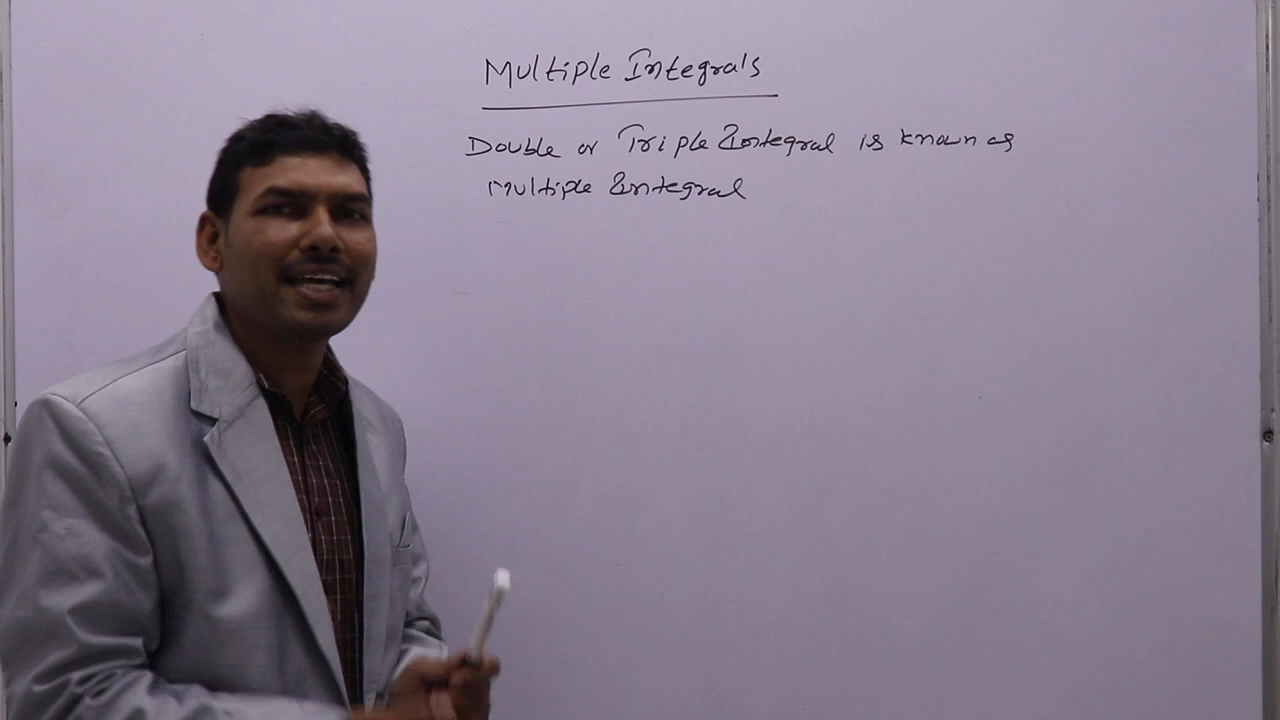 Multiple Integrals
Double or Triple Integral is known as
Multiple Integral